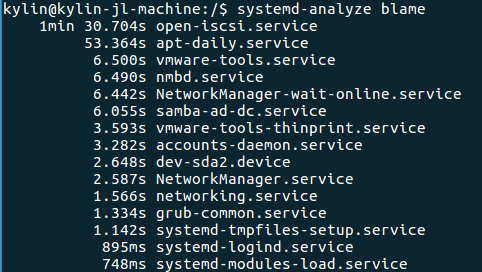 kylin@kylin-jl-machine:/$ systemd-analyze blame
1min 30.704s open-iscsi.service
53.364s apt-daily.service
6.500s vmware-tools.service
6.490s nmbd.service
6.442s NetworkManager-wait-online.service
6.055s samba-ad-dc.service
3.593s vmware-tools-thinprint.service
3.282s accounts-daemon.service
2.648s dev-sda2.device
2.587s NetworkManager.service
1.566s networking.service
1.334s grub-common.service
1.142s systemd-tmpfiles-setup.service
895ms systemd-logind.service
748ms systemd-modules-load.service